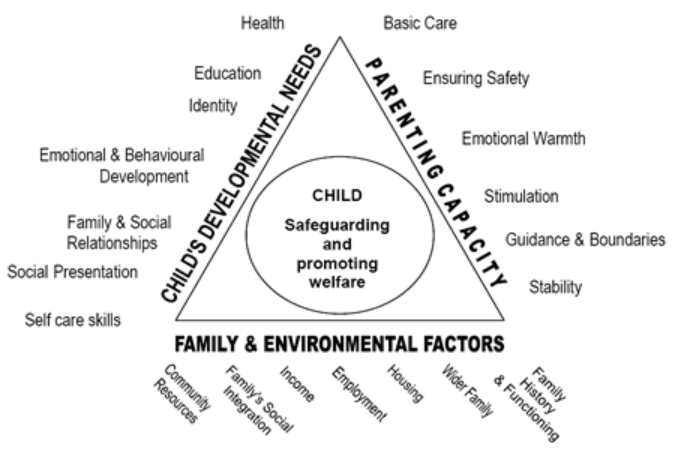 Health
Education
Identity
Emotional & Behavioural
Development
Family & Social
Relationships
Social Presentation
Self care skills
CHILD'S DEVELOPMENTAL NEEDS
CHILD
Safeguarding
and
promoting
welfare
PARENTING CAPACITY
Basic Care
Ensuring Safety
Emotional Warmth
Stimulation
Guidance & Boundaries
Stability
FAMILY & ENVIRONMENTAL FACTORS
Community
Resources
Family's Social
Integration
Income
Employment
Housing
Wider Family
Family
History
& Functioning